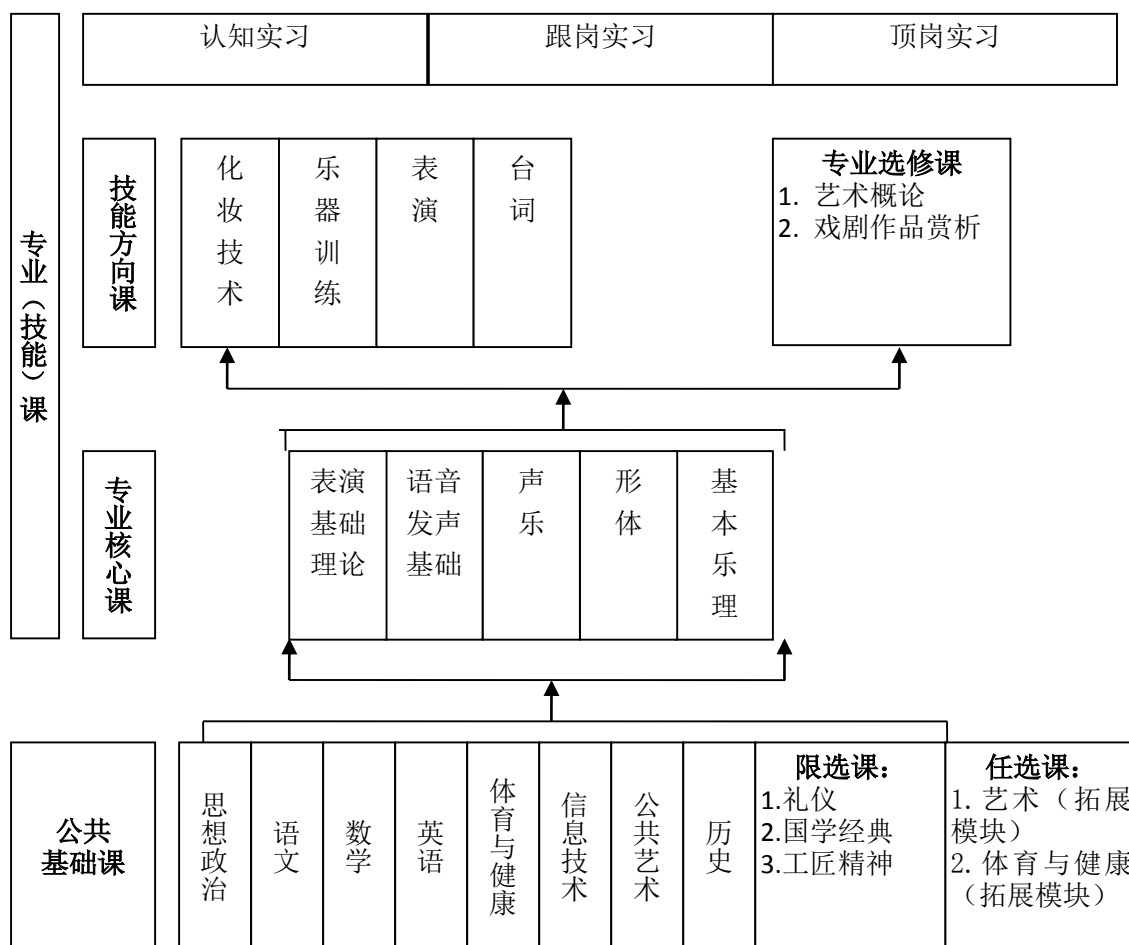 认知实习
跟岗实习
顶岗实习
专业（技能）课
技能方向课
化妆技术
乐器训练
表演
台词
专业选修课
1. 艺术概论
2. 戏剧作品赏析
专业核心课
表演
基础
理论
语音
发声
基础
声乐
形体
基本乐理
公共
基础课
思想政治
语文
数学
英语
体育与健康
信息技术
公共艺术
历史
限选课：
1.礼仪
2.国学经典
3.工匠精神
任选课：
1. 艺术（拓展
模块）
2. 体育与健康
（拓展模块）